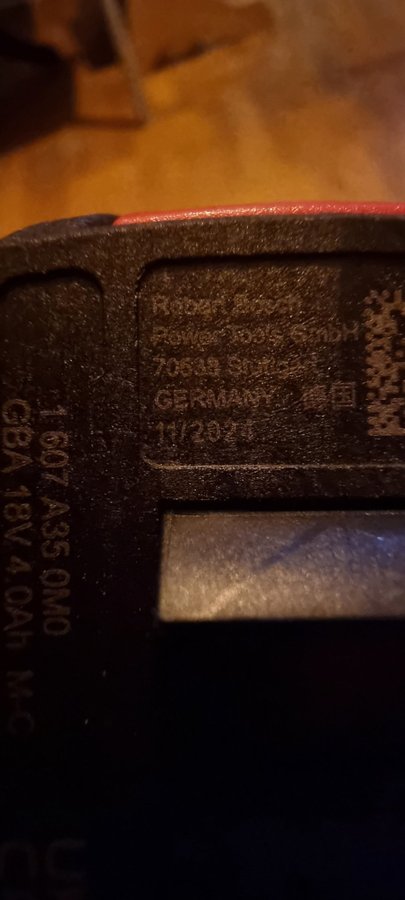 Robert Bosch
Power Tools GmbH
70538 Stuttgart
GERMANY 德国
11/2024
1 607 A35 0M0
GBA 18V 4.0Ah M-C